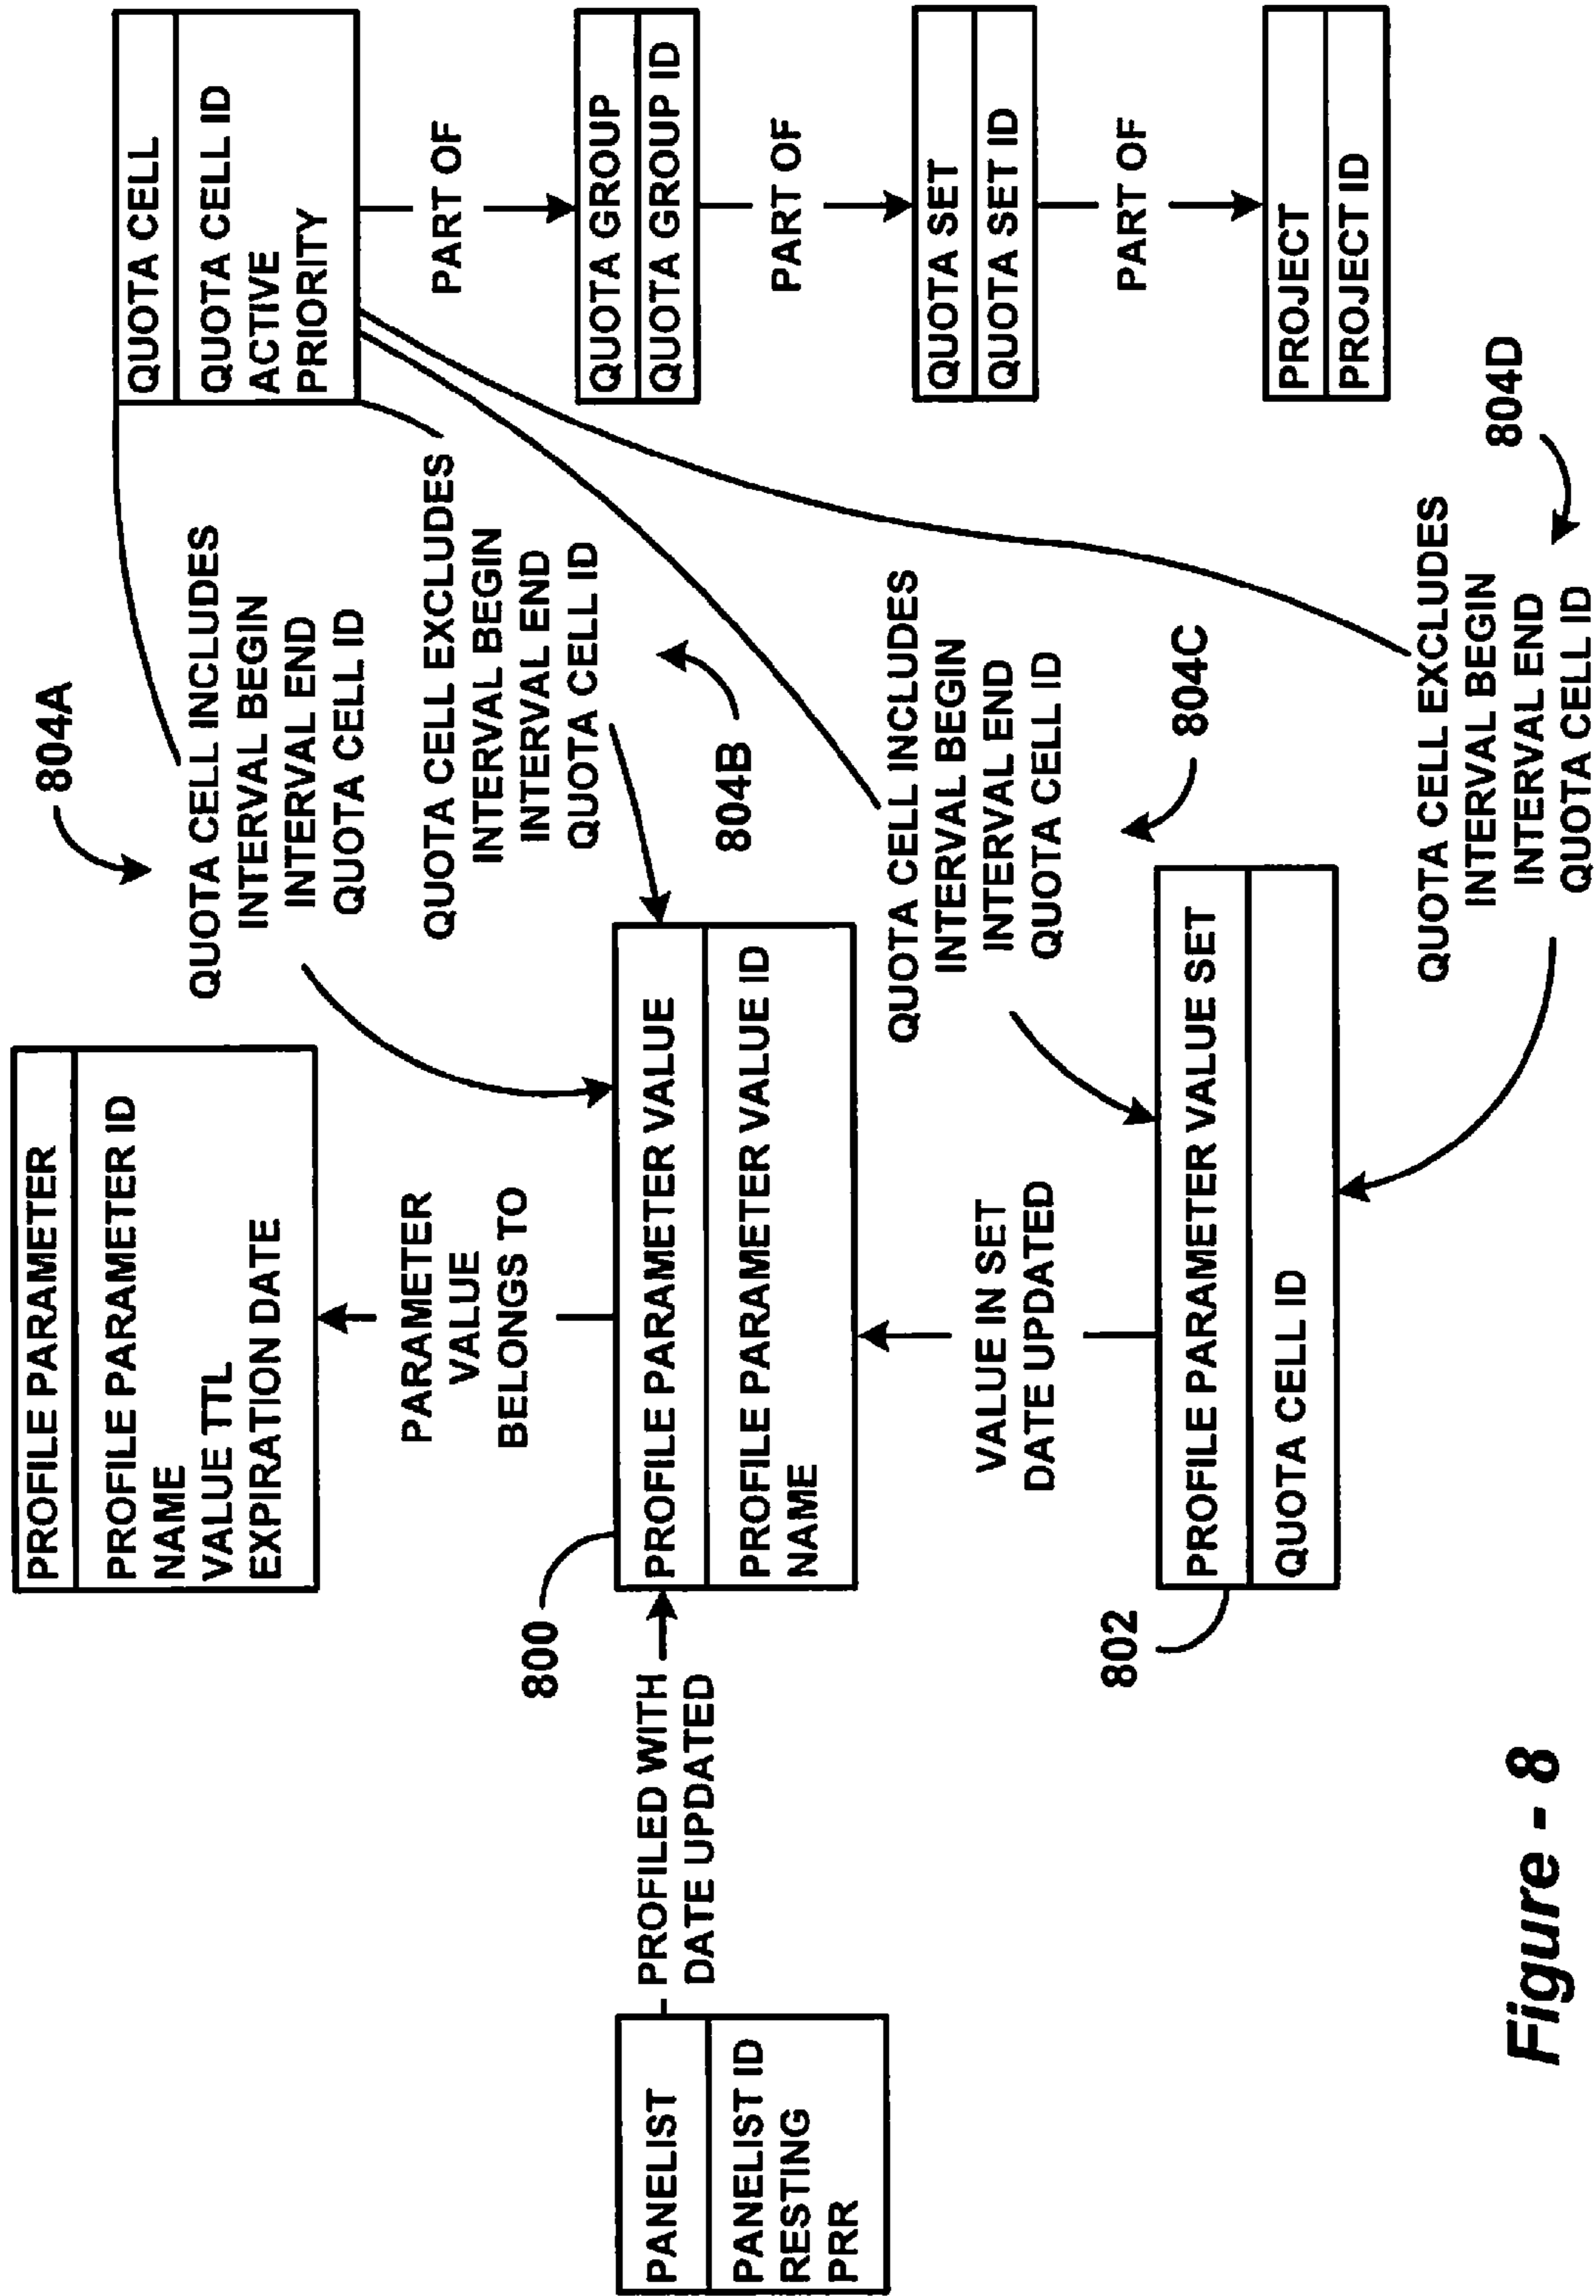 PROFILE PARAMETER
PROFILE PARAMETER ID
NAME
VALUE TTL
EXPIRATION DATE
804A
QUOTA CELL INCLUDES
INTERVAL BEGIN
INTERVAL END
QUOTA CELL ID
QUOTA CELL
QUOTA CELL ID
ACTIVE
PRIORITY
PARAMETER
VALUE
BELONGS TO
QUOTA CELL EXCLUDES
INTERVAL BEGIN
INTERVAL END
QUOTA CELL ID
804B
PART OF
PANELIST
PANELIST ID
RESTING
PRR
PROFILED WITH
DATE UPDATED
800
PROFILE PARAMETER VALUE
PROFILE PARAMETER VALUE ID
NAME
QUOTA GROUP
QUOTA GROUP ID
PART OF
VALUE IN SET
DATE UPDATED
QUOTA CELL INCLUDES
INTERVAL BEGIN
INTERVAL END
QUOTA CELL ID
804C
QUOTA SET
QUOTA SET ID
PART OF
802
PROFILE PARAMETER VALUE SET
QUOTA CELL ID
PROJECT
PROJECT ID
804D
QUOTA CELL EXCLUDES
INTERVAL BEGIN
INTERVAL END
QUOTA CELL ID
Figure - 8